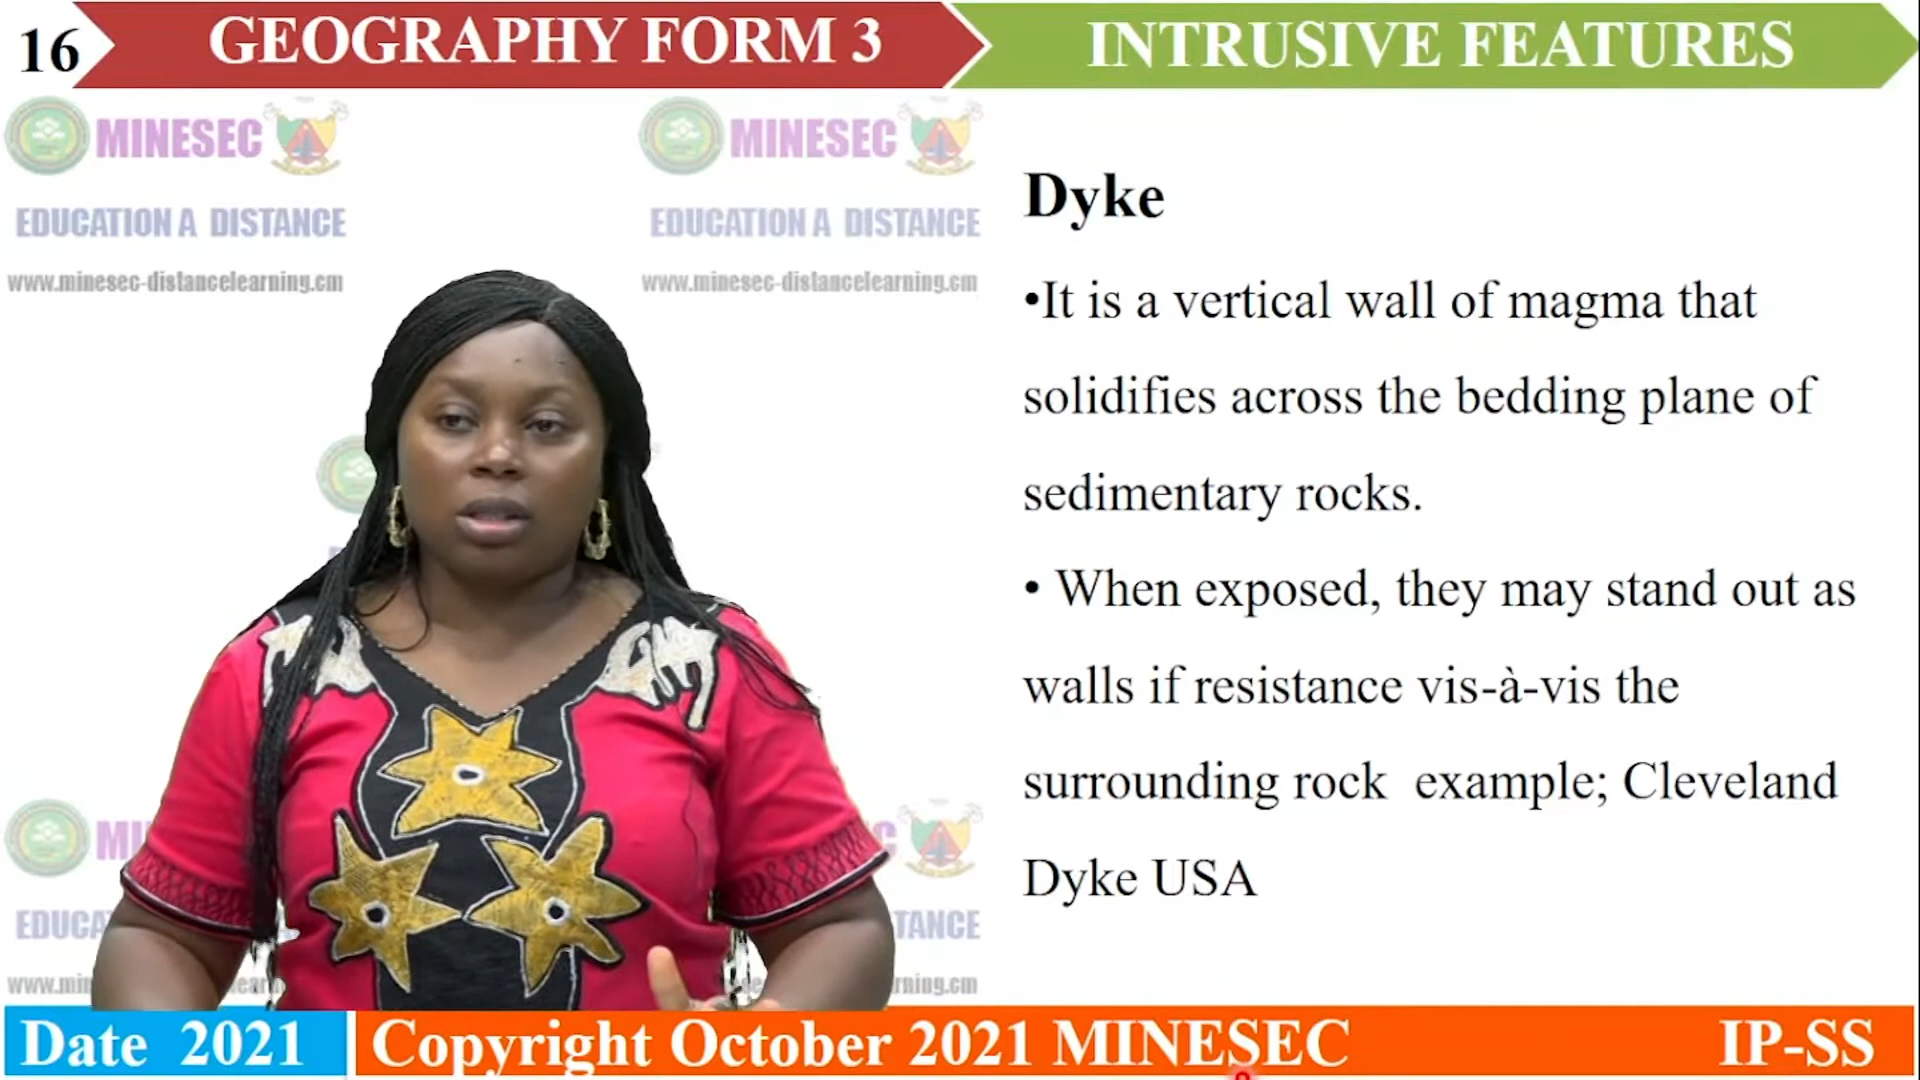 16
GEOGRAPHY FORM 3
INTRUSIVE FEATURES
MINESEC
EDUCATION A DISTANCE
www.minesec-distancelearning.cm
MINESEC
EDUCATION A DISTANCE
www.minesec-distancelearning.cm
Dyke
•It is a vertical wall of magma that
solidifies across the bedding plane of
sedimentary rocks.
• When exposed, they may stand out as
walls if resistance vis-à-vis the
surrounding rock example; Cleveland
Dyke USA
Date 2021
Copyright October 2021 MINESEC
IP-SS